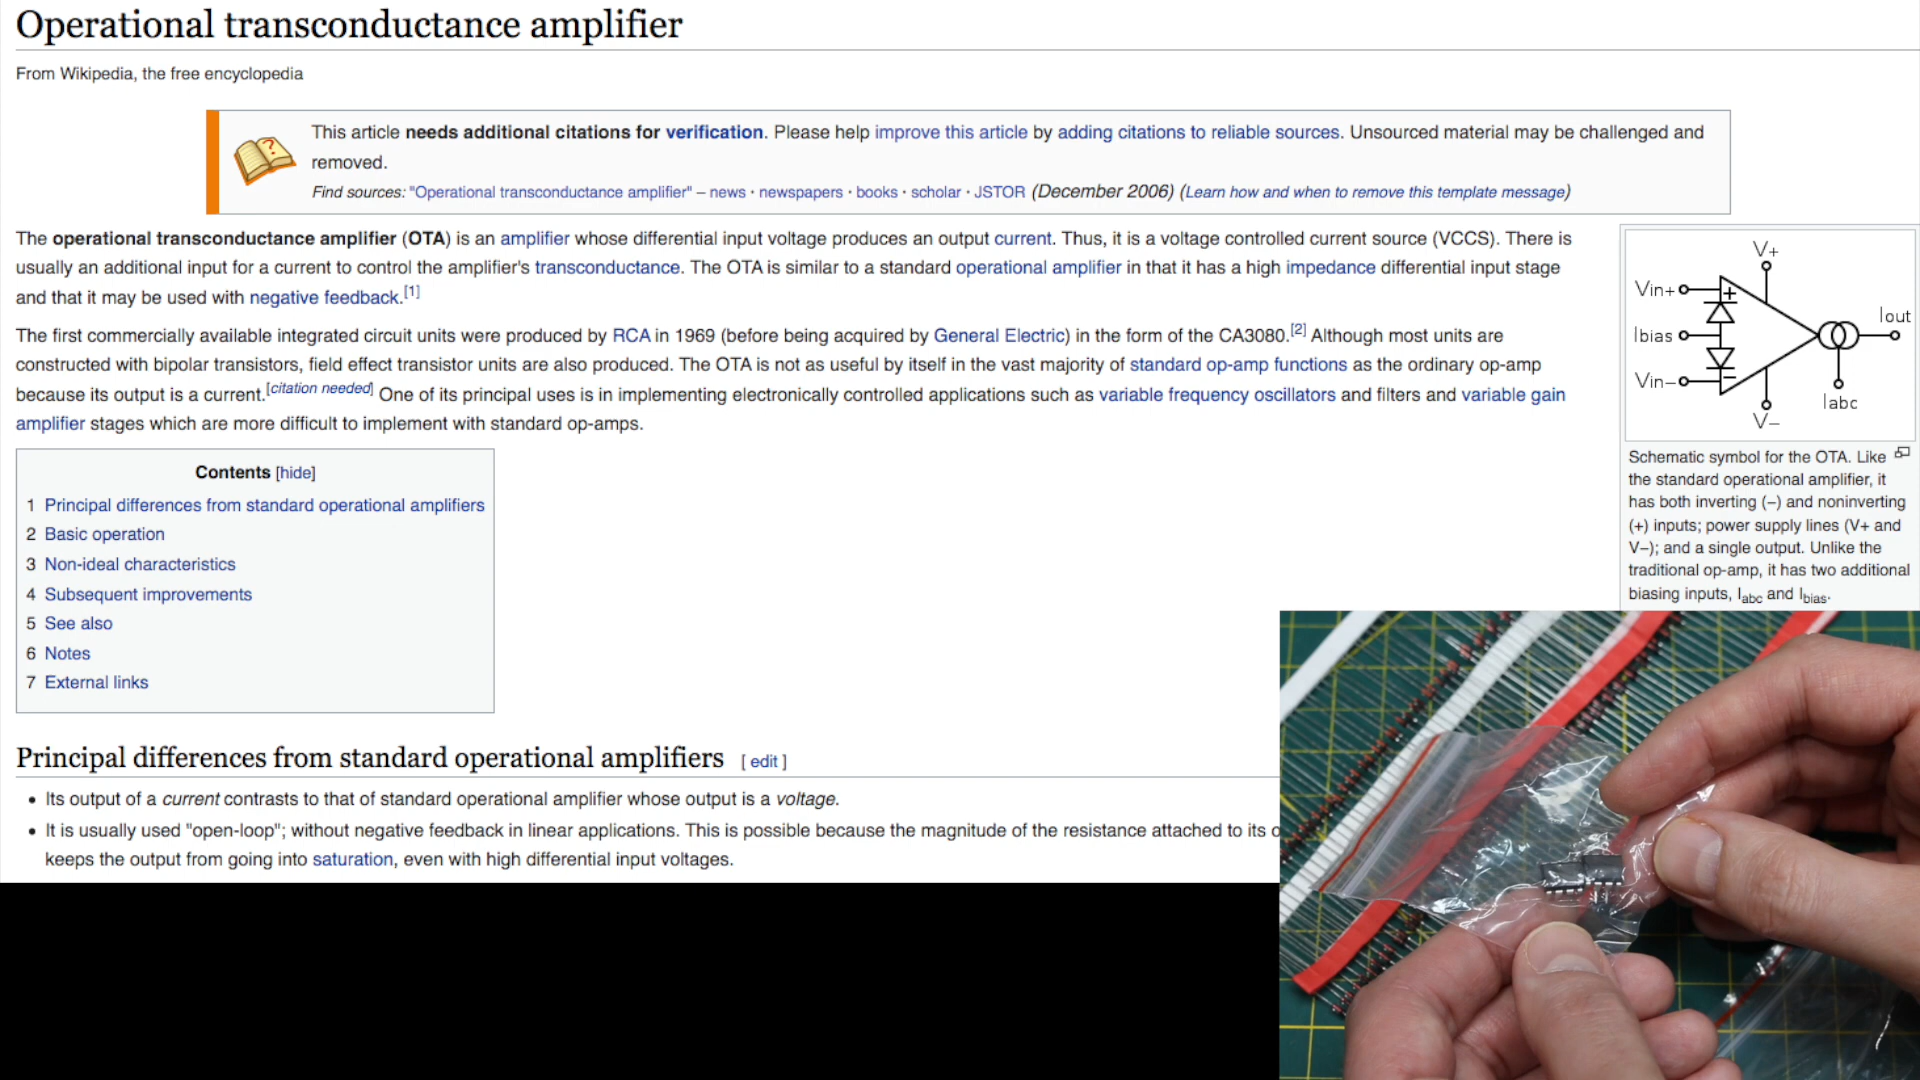 Operational transconductance amplifier
From Wikipedia, the free encyclopedia
This article needs additional citations for verification. Please help improve this article by adding citations to reliable sources. Unsourced material may be challenged and
removed.
Find sources: "Operational transconductance amplifier" – news · newspapers · books · scholar · JSTOR (December 2006) (Learn how and when to remove this template message)
The operational transconductance amplifier (OTA) is an amplifier whose differential input voltage produces an output current. Thus, it is a voltage controlled current source (VCCS). There is
usually an additional input for a current to control the amplifier's transconductance. The OTA is similar to a standard operational amplifier in that it has a high impedance differential input stage
and that it may be used with negative feedback.[1]
The first commercially available integrated circuit units were produced by RCA in 1969 (before being acquired by General Electric) in the form of the CA3080.[2] Although most units are
constructed with bipolar transistors, field effect transistor units are also produced. The OTA is not as useful by itself in the vast majority of standard op-amp functions as the ordinary op-amp
because its output is a current.[citation needed] One of its principal uses is in implementing electronically controlled applications such as variable frequency oscillators and filters and variable gain
amplifier stages which are more difficult to implement with standard op-amps.
V+
Vin+
+
Iout
Ibias
Vin−
−
Iabc
V−
Schematic symbol for the OTA. Like
the standard operational amplifier, it
has both inverting (−) and noninverting
(+) inputs; power supply lines (V+ and
V−); and a single output. Unlike the
traditional op-amp, it has two additional
biasing inputs, Iabc and Ibias.
Contents [hide]
1 Principal differences from standard operational amplifiers
2 Basic operation
3 Non-ideal characteristics
4 Subsequent improvements
5 See also
6 Notes
7 External links
Principal differences from standard operational amplifiers [ edit ]
• Its output of a current contrasts to that of standard operational amplifier whose output is a voltage.
• It is usually used "open-loop"; without negative feedback in linear applications. This is possible because the magnitude of the resistance attached to its o
keeps the output from going into saturation, even with high differential input voltages.